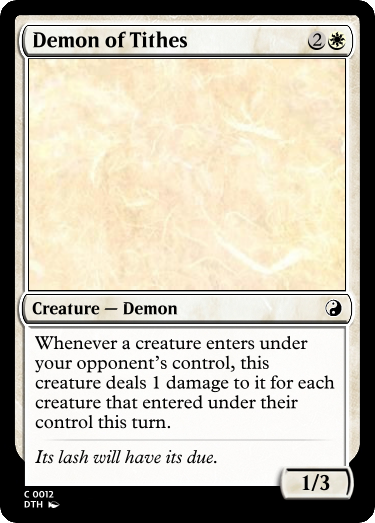 Demon of Tithes 2
Creature — Demon
Whenever a creature enters under
your opponent's control, this
creature deals 1 damage to it for each
creature that entered under their
control this turn.
Its lash will have its due.
1/3
C 0012
DTH